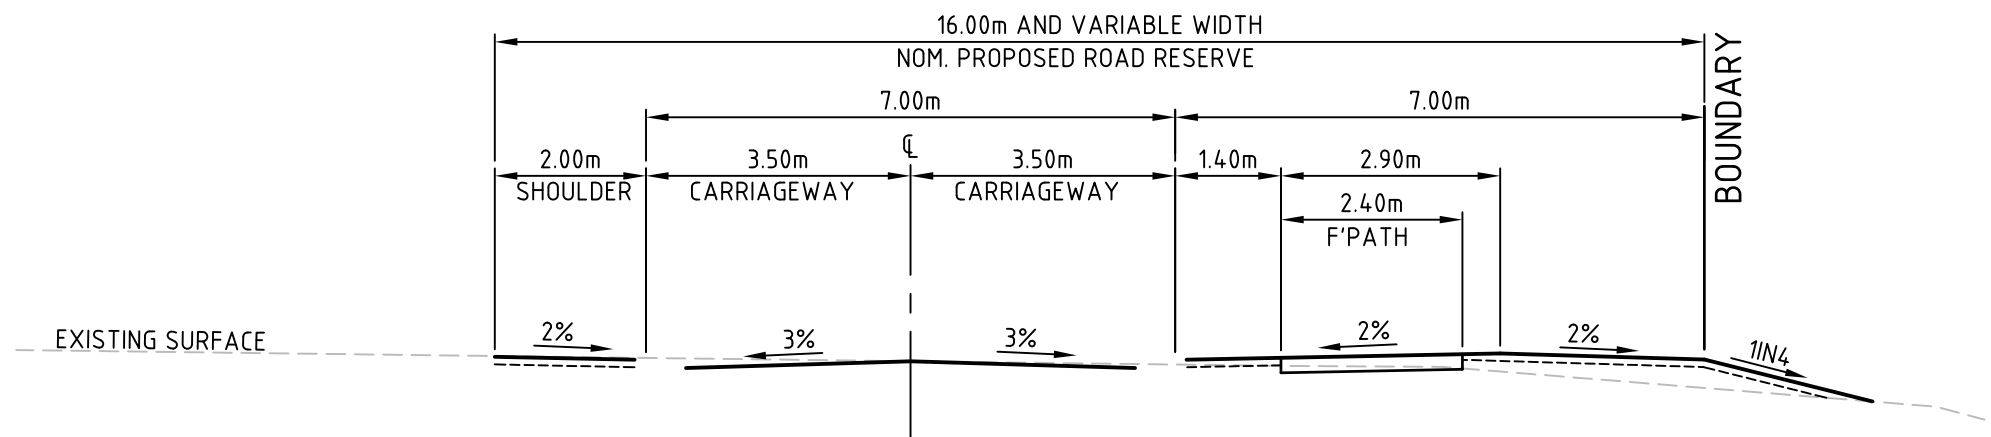 16.00m AND VARIABLE WIDTH
NOM. PROPOSED ROAD RESERVE
BOUNDARY
7.00m
7.00m
℄
2.00m
SHOULDER
3.50m
CARRIAGEWAY
3.50m
CARRIAGEWAY
1.40m
2.90m
2.40m
F'PATH
EXISTING SURFACE
2%
3%
3%
2%
2%
1IN4